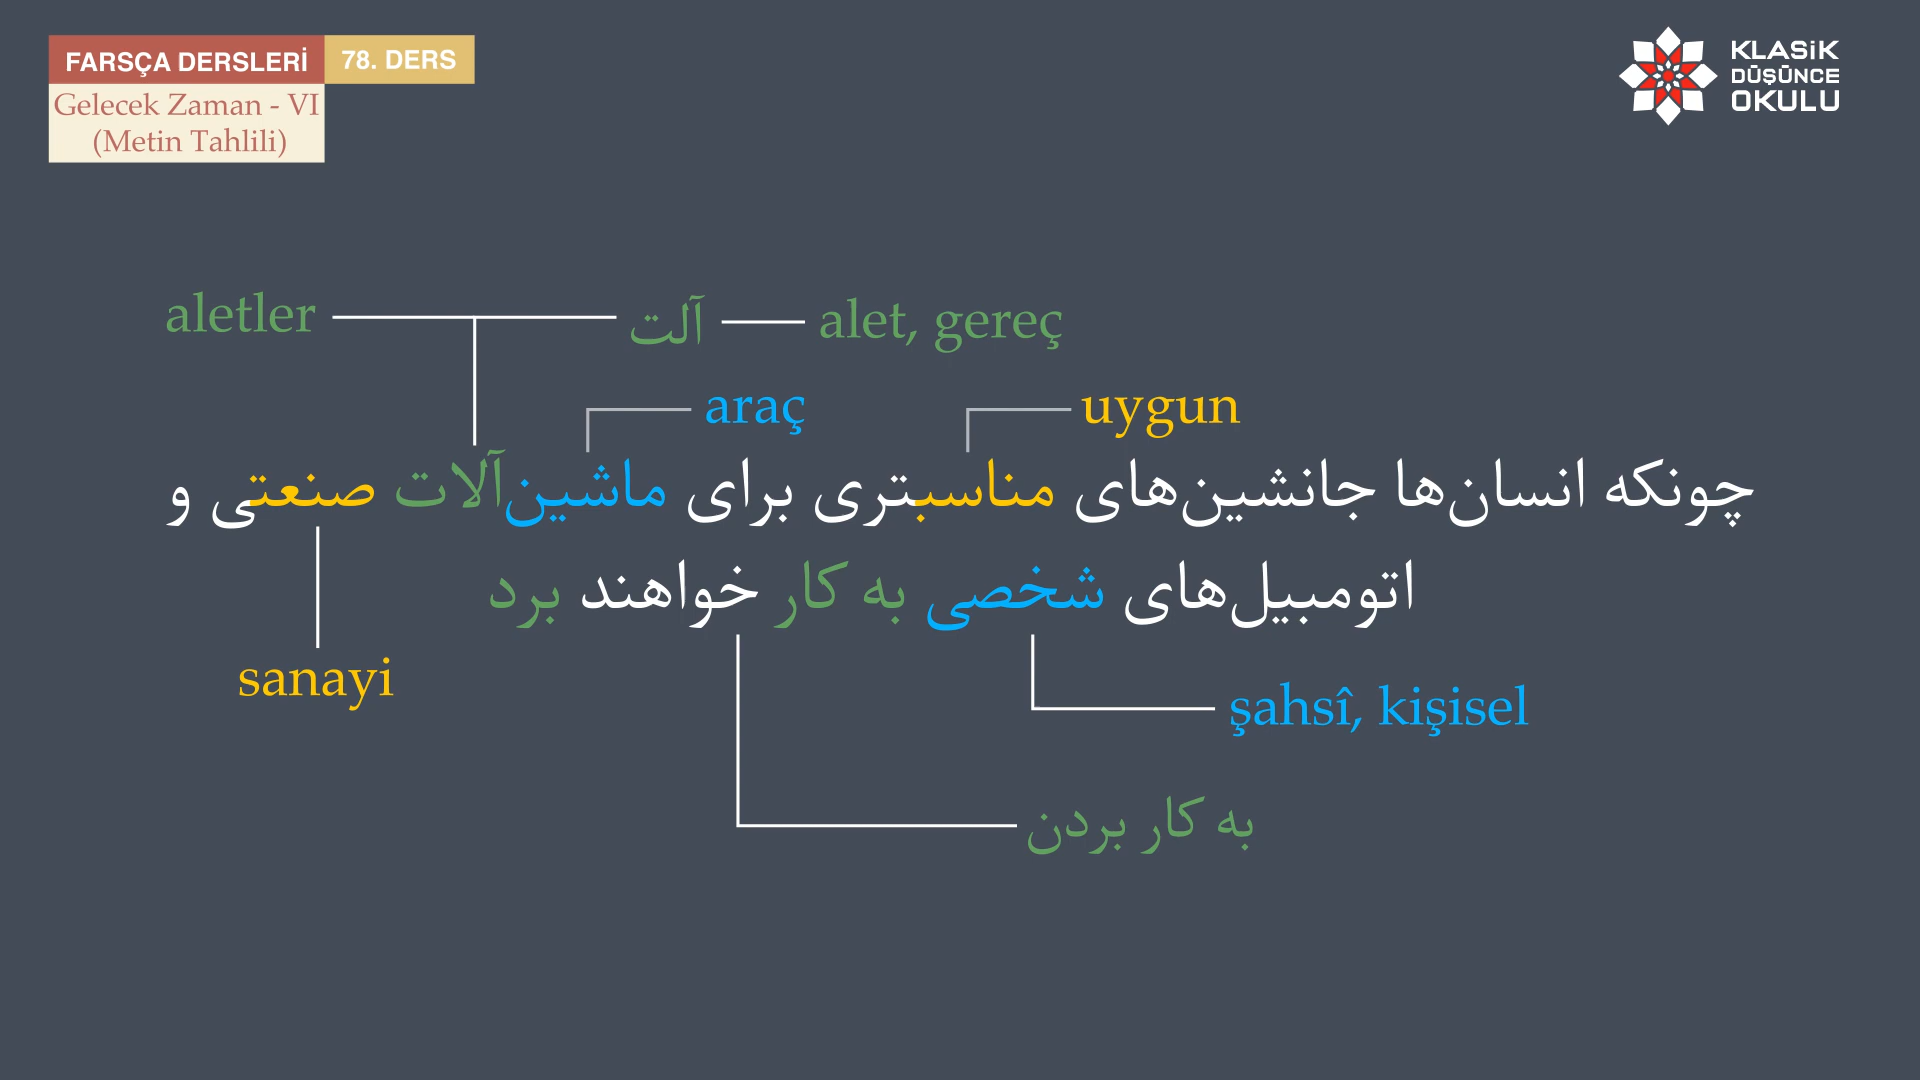 FARSÇA DERSLERİ
78. DERS
Gelecek Zaman - VI
(Metin Tahlili)
KLASiK
DÜŞÜNCE
OKULU
aletler
آلت
alet, gereç
araç
uygun
چونکه انسان‌ها جانشین‌های مناسبتری برای ماشین‌آلات صنعتی و
اتومبیل‌های شخصی به کار خواهند برد
sanayi
şahsî, kişisel
به کار بردن